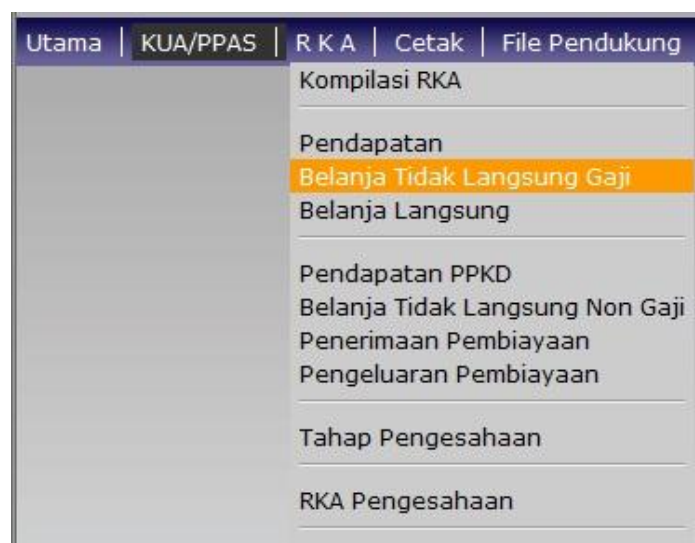 Utama | KUA/PPAS | R K A | Cetak | File Pendukung
Kompilasi RKA
Pendapatan
Belanja Tidak Langsung Gaji
Belanja Langsung
Pendapatan PPKD
Belanja Tidak Langsung Non Gaji
Penerimaan Pembiayaan
Pengeluaran Pembiayaan
Tahap Pengesahaan
RKA Pengesahaan